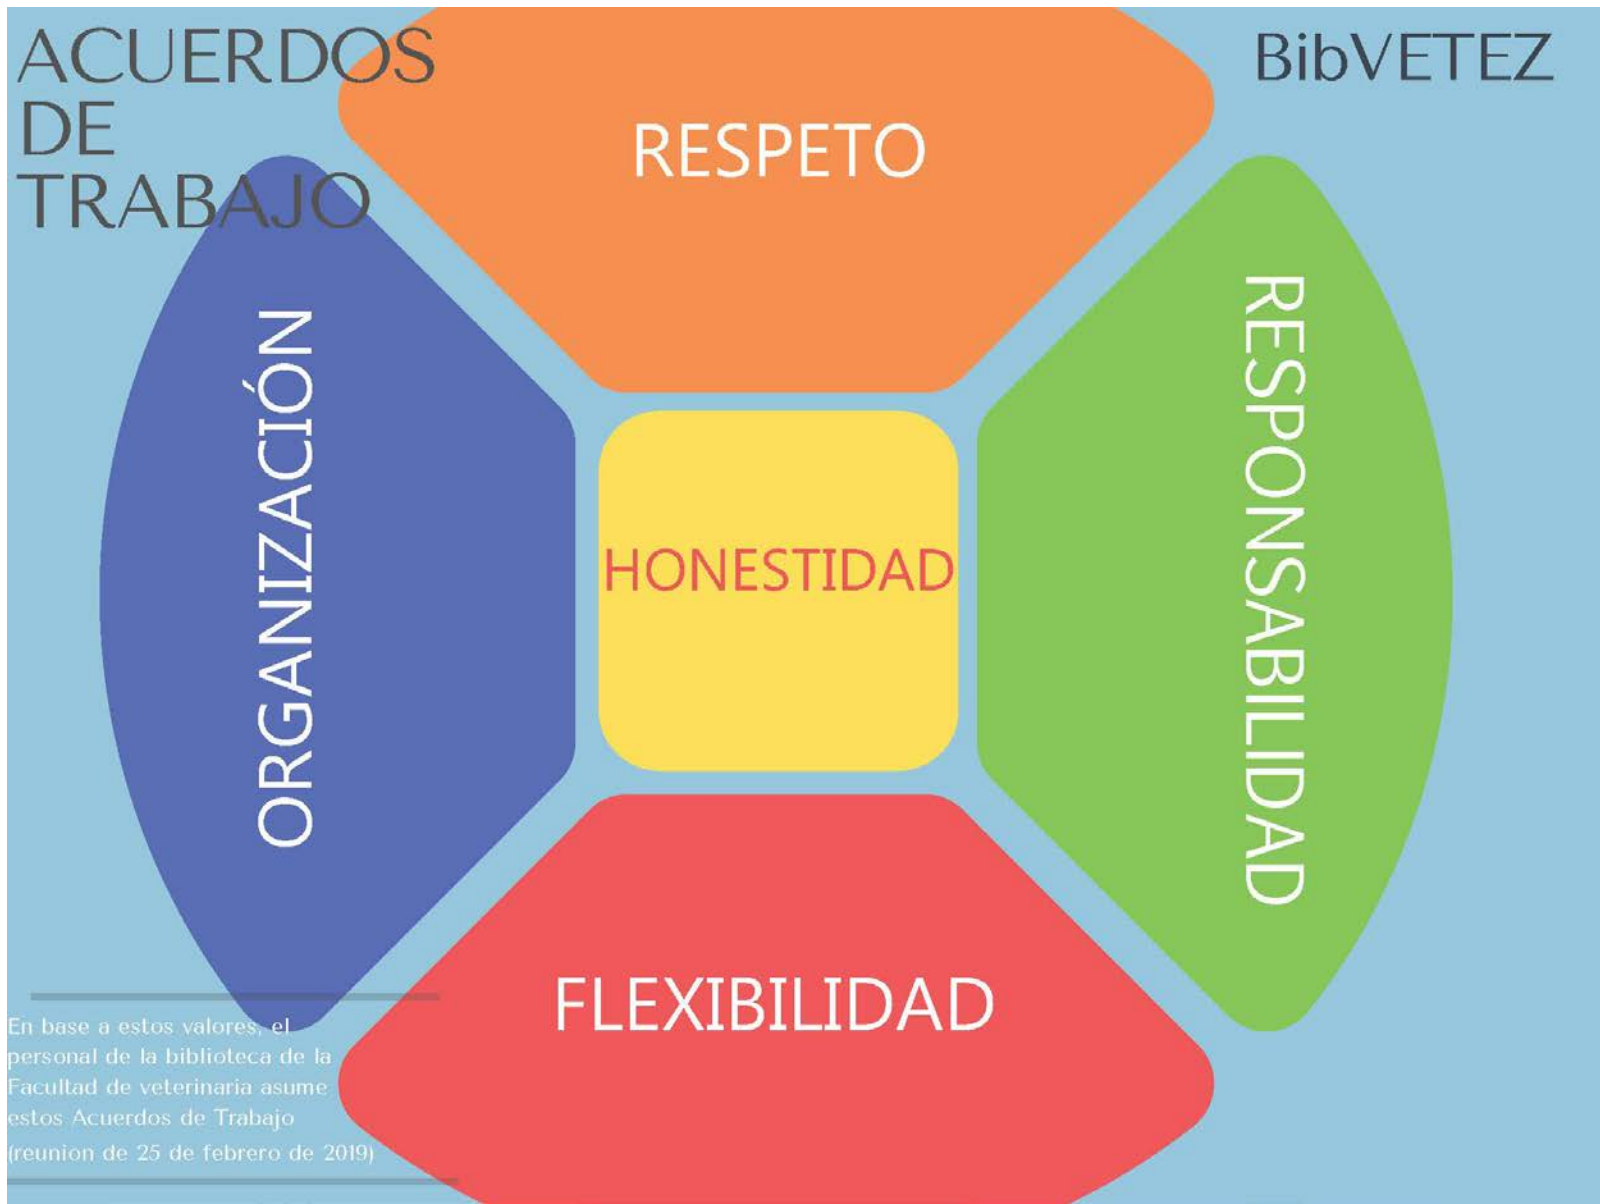 ACUERDOS
DE
TRABAJO
BibVETEZ
RESPETO
ORGANIZACIÓN
HONESTIDAD
RESPONSABILIDAD
FLEXIBILIDAD
En base a estos valores, el
personal de la biblioteca de la
Facultad de veterinaria asume
estos Acuerdos de Trabajo
(reunion de 25 de febrero de 2019)